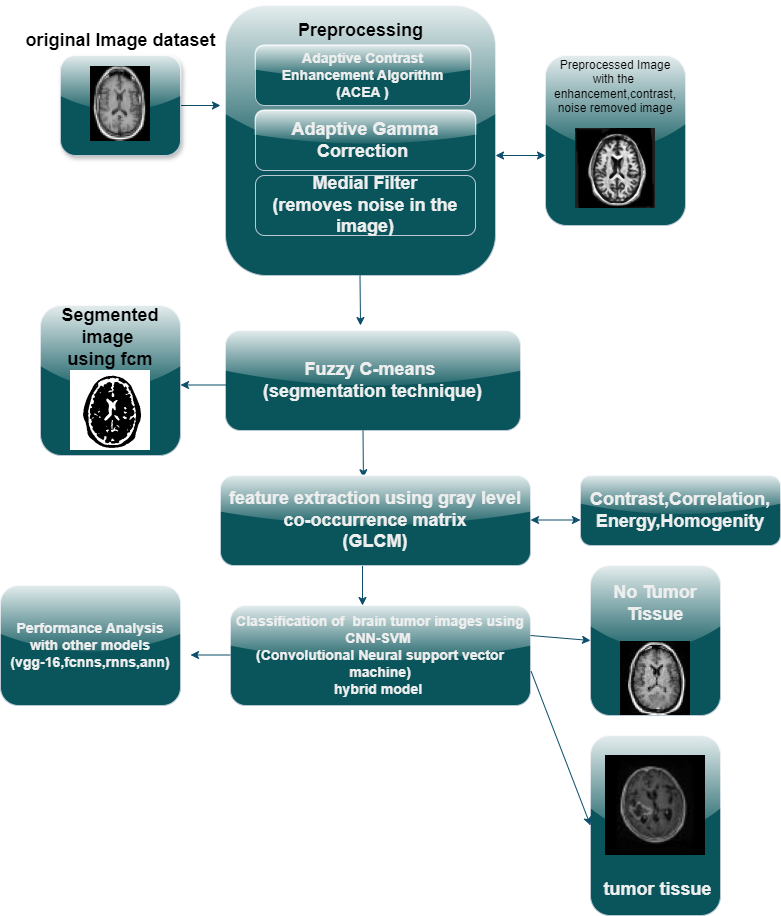 original Image dataset
Preprocessing
Adaptive Contrast
Enhancement Algorithm
(ACEA )
Adaptive Gamma
Correction
Medial Filter
(removes noise in the
image)
Preprocessed Image
with the
enhancement,contrast,
noise removed image
Segmented
image
using fcm
Fuzzy C-means
(segmentation technique)
feature extraction using gray level
co-occurrence matrix
(GLCM)
Contrast,Correlation,
Energy,Homogenity
Performance Analysis
with other models
(vgg-16,fcnns,rnns,ann)
Classification of brain tumor images using
CNN-SVM
(Convolutional Neural support vector
machine)
hybrid model
No Tumor
Tissue
tumor tissue